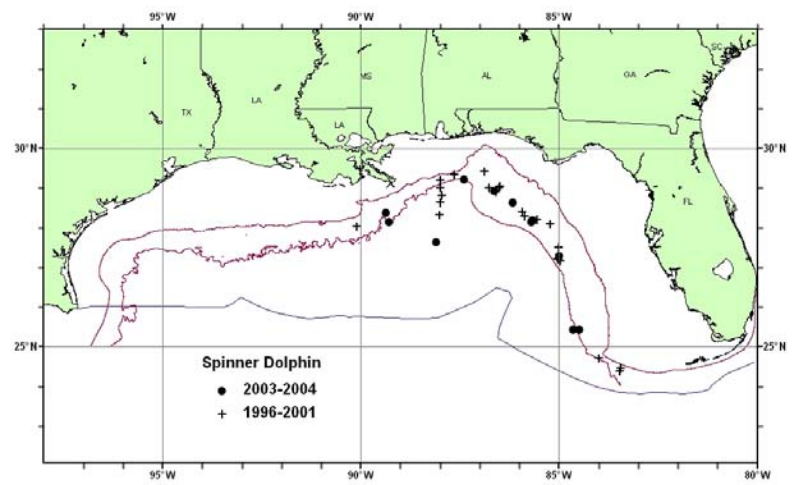 95°W 90°W 85°W
SC
MS AL GA
TX LA
LA
30°N 30°N
FL
25°N 25°N
Spinner Dolphin
2003-2004
1996-2001
95°W 90°W 85°W 80°W